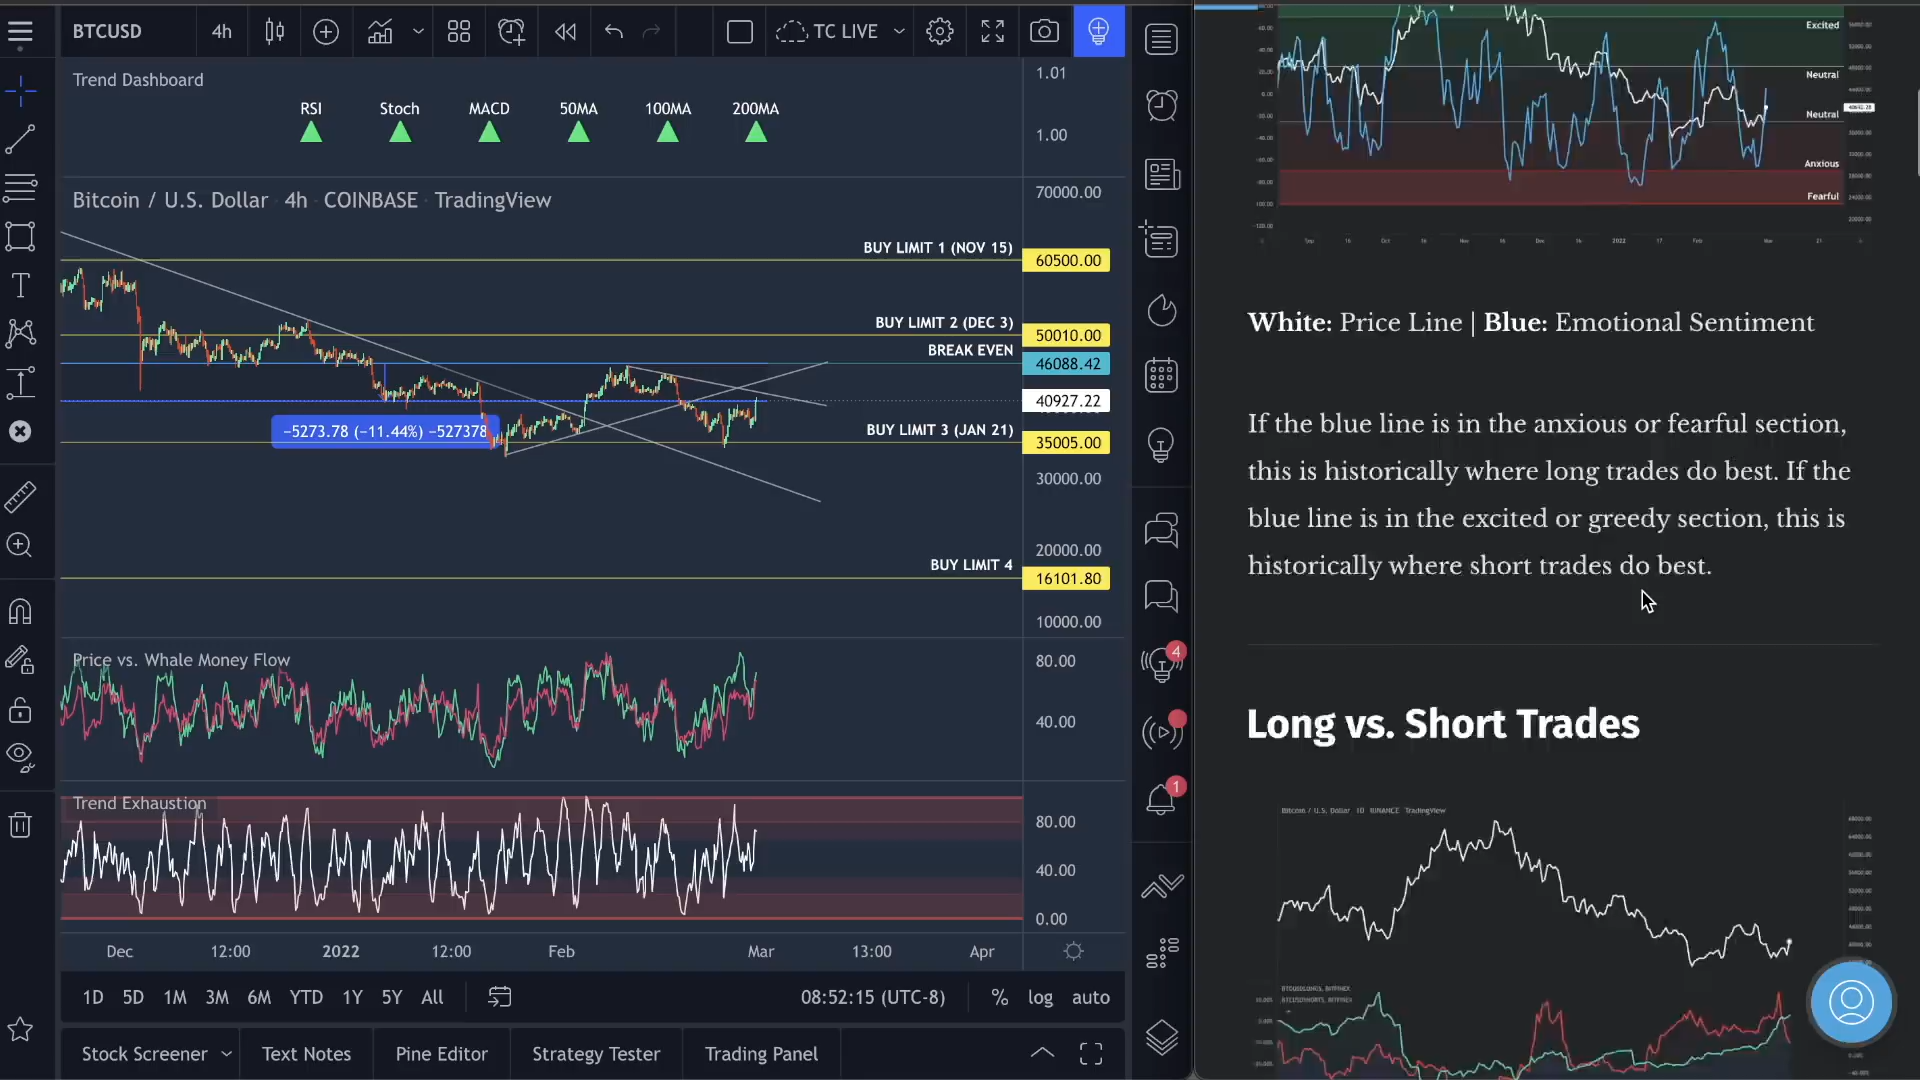 BTCUSD
4h
TC LIVE
Trend Dashboard
RSI
Stoch
MACD
50MA
100MA
200MA
1.01
1.00
Bitcoin / U.S. Dollar · 4h · COINBASE · TradingView
70000.00
BUY LIMIT 1 (NOV 15)
60500.00
BUY LIMIT 2 (DEC 3)
50010.00
BREAK EVEN
46088.42
40927.22
−5273.78 (−11.44%) −527378
BUY LIMIT 3 (JAN 21)
35005.00
30000.00
20000.00
BUY LIMIT 4
16101.80
10000.00
Price vs. Whale Money Flow
80.00
40.00
Trend Exhaustion
80.00
40.00
0.00
Dec
12:00
2022
12:00
Feb
Mar
13:00
Apr
1D
5D
1M
3M
6M
YTD
1Y
5Y
All
08:52:15 (UTC-8)
%
log
auto
Stock Screener
Text Notes
Pine Editor
Strategy Tester
Trading Panel
4
1
Excited
Neutral
Neutral
Anxious
Fearful
White: Price Line | Blue: Emotional Sentiment
If the blue line is in the anxious or fearful section,
this is historically where long trades do best. If the
blue line is in the excited or greedy section, this is
historically where short trades do best.
Long vs. Short Trades
Bitcoin / U.S. Dollar 1D BINANCE TradingView